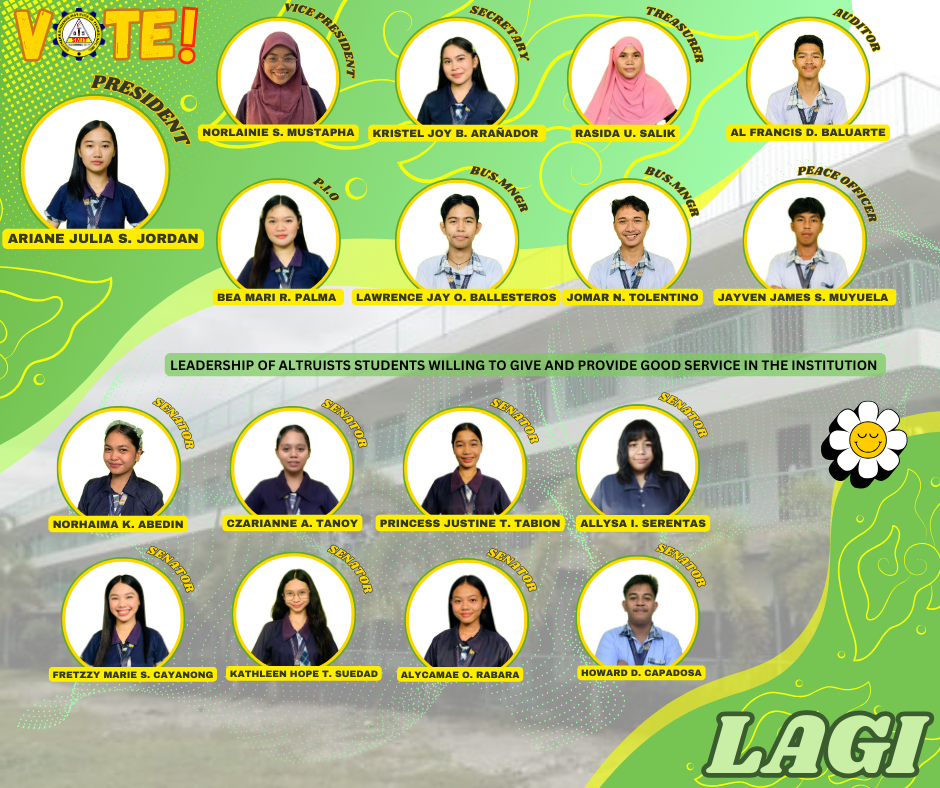 VOTE!
PRESIDENT
ARIANE JULIA S. JORDAN
VICE PRESIDENT
NORLAINIE S. MUSTAPHA
SECRETARY
KRISTEL JOY B. ARAÑADOR
TREASURER
RASIDA U. SALIK
AUDITOR
AL FRANCIS D. BALUARTE
P.I.O
BEA MARI R. PALMA
BUS.MNGR
LAWRENCE JAY O. BALLESTEROS
BUS.MNGR
JOMAR N. TOLENTINO
PEACE OFFICER
JAYVEN JAMES S. MUYUELA
LEADERSHIP OF ALTRUISTS STUDENTS WILLING TO GIVE AND PROVIDE GOOD SERVICE IN THE INSTITUTION
SENATOR
NORHAIMA K. ABEDIN
SENATOR
CZARIANNE A. TANOY
SENATOR
PRINCESS JUSTINE T. TABION
SENATOR
ALLYSA I. SERENTAS
SENATOR
FRETZZY MARIE S. CAYANONG
SENATOR
KATHLEEN HOPE T. SUEDAD
SENATOR
ALYCAMAE O. RABARA
SENATOR
HOWARD D. CAPADOSA
LAGI